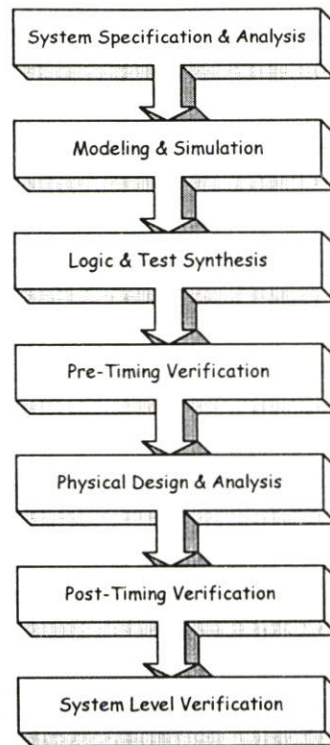 System Specification & Analysis
Modeling & Simulation
Logic & Test Synthesis
Pre-Timing Verification
Physical Design & Analysis
Post-Timing Verification
System Level Verification